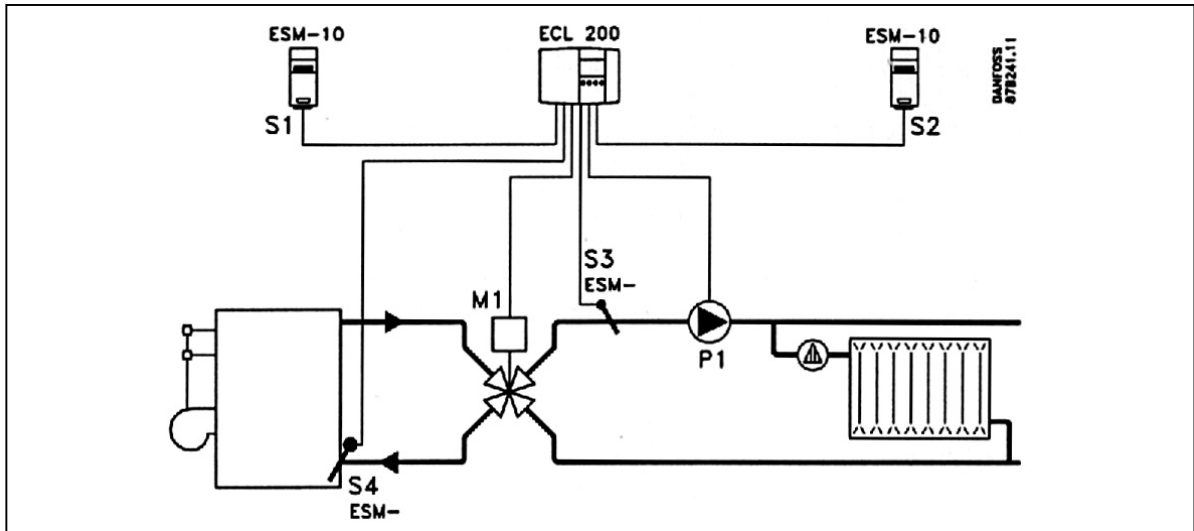 ESM-10
ECL 200
ESM-10
DANFOSS
87B241.11
S1
S2
S3
ESM-
M1
P1
S4
ESM-